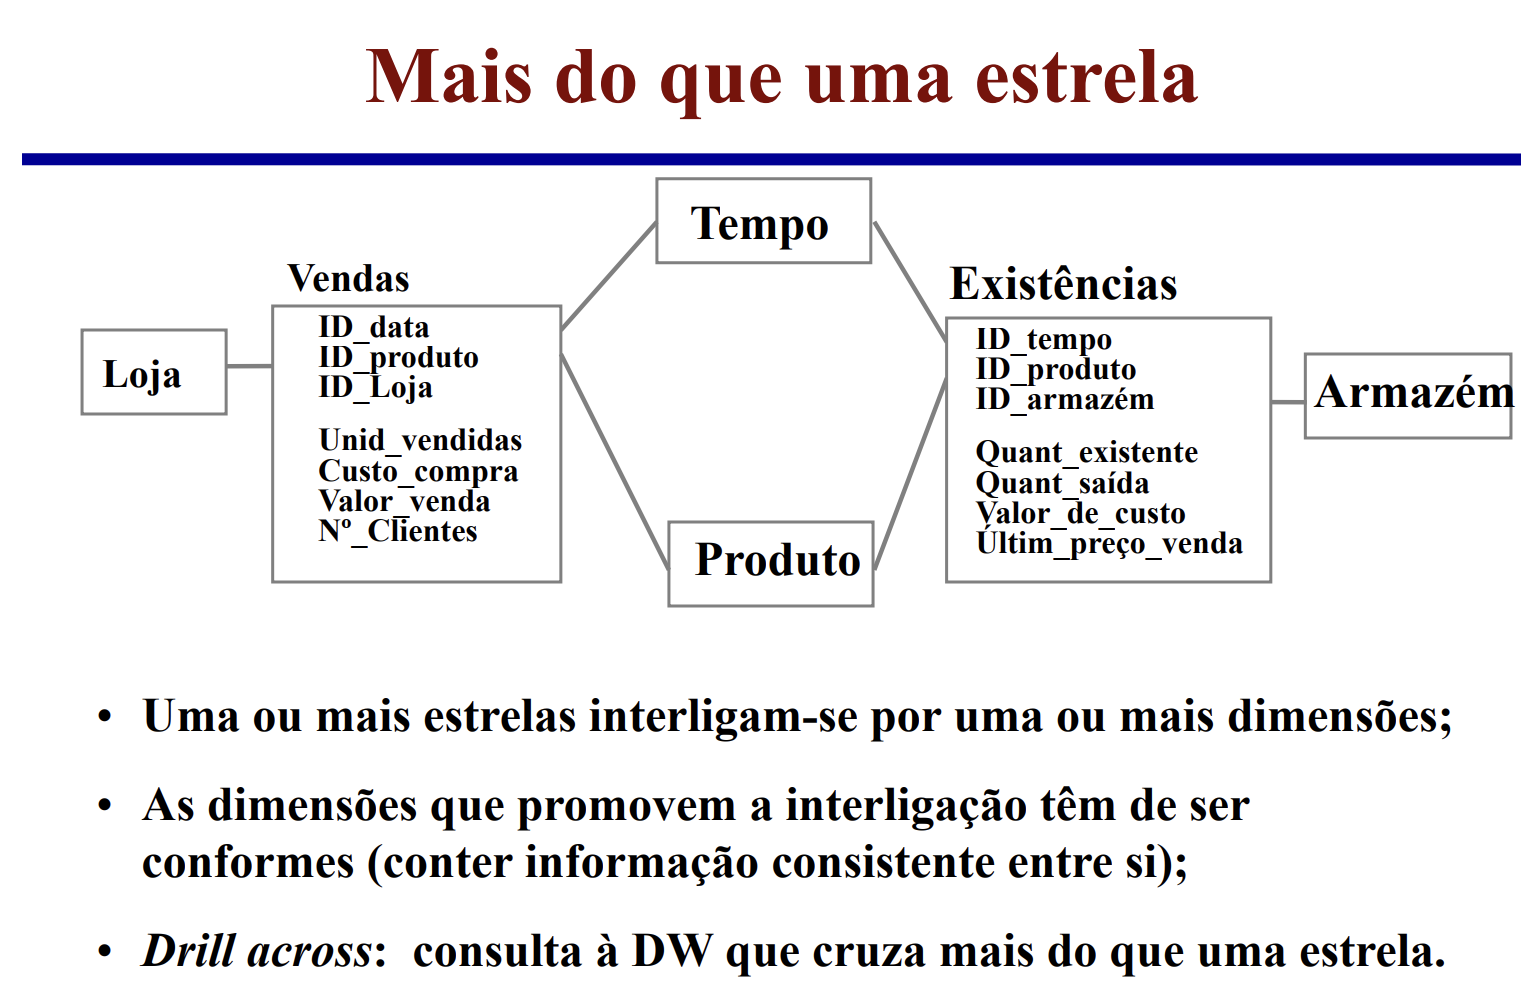 Mais do que uma estrela
Tempo
Vendas
Existências
Loja
ID_data
ID_produto
ID_Loja
Unid_vendidas
Custo_compra
Valor_venda
Nº_Clientes
ID_tempo
ID_produto
ID_armazém
Quant_existente
Quant_saída
Valor_de_custo
Últim_preço_venda
Armazém
Produto
• Uma ou mais estrelas interligam-se por uma ou mais dimensões;
• As dimensões que promovem a interligação têm de ser
conformes (conter informação consistente entre si);
• Drill across: consulta à DW que cruza mais do que uma estrela.